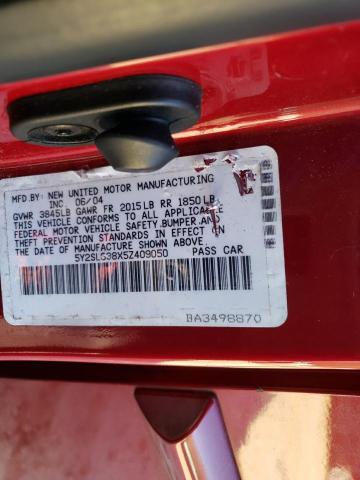 MFD. BY: NEW UNITED MOTOR MANUFACTURING
INC. 06/04
GVWR 3845LB GAWR FR 2015LB RR 1850LB
THIS VEHICLE CONFORMS TO ALL APPLICABLE
FEDERAL MOTOR VEHICLE SAFETY,BUMPER,AND
THEFT PREVENTION STANDARDS IN EFFECT ON
THE DATE OF MANUFACTURE SHOWN ABOVE.
5Y2SL638X5Z409050 PASS CAR
BA3498870